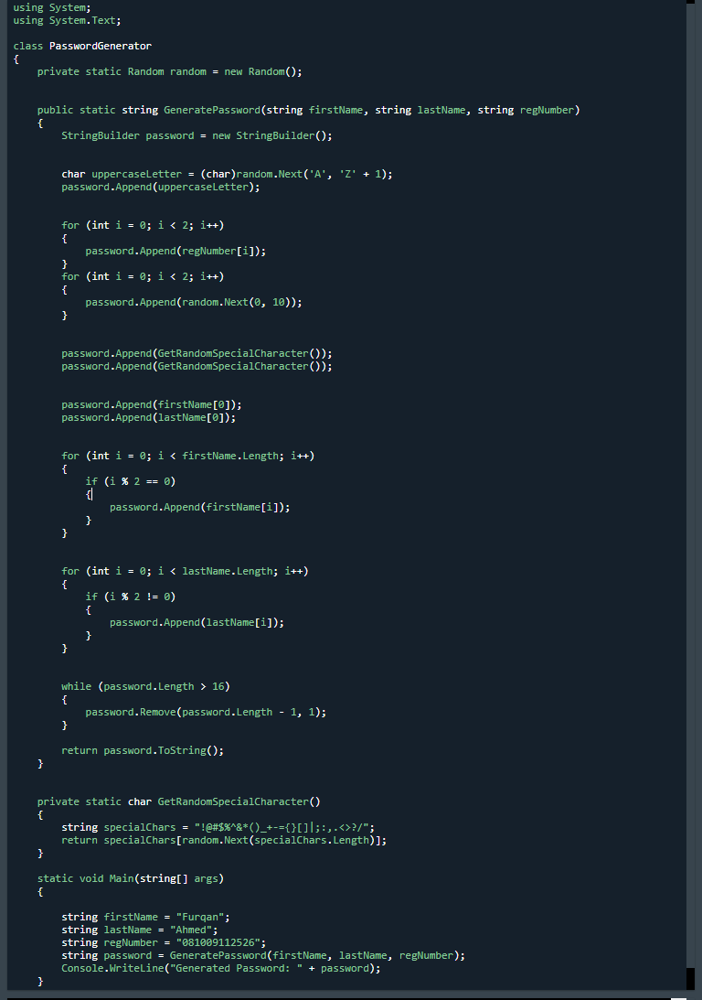 using System;
using System.Text;
class PasswordGenerator
{
private static Random random = new Random();
public static string GeneratePassword(string firstName, string lastName, string regNumber)
{
StringBuilder password = new StringBuilder();
char uppercaseLetter = (char)random.Next('A', 'Z' + 1);
password.Append(uppercaseLetter);
for (int i = 0; i < 2; i++)
{
password.Append(regNumber[i]);
}
for (int i = 0; i < 2; i++)
{
password.Append(random.Next(0, 10));
}
password.Append(GetRandomSpecialCharacter());
password.Append(GetRandomSpecialCharacter());
password.Append(firstName[0]);
password.Append(lastName[0]);
for (int i = 0; i < firstName.Length; i++)
{
if (i % 2 == 0)
{
password.Append(firstName[i]);
}
}
for (int i = 0; i < lastName.Length; i++)
{
if (i % 2 != 0)
{
password.Append(lastName[i]);
}
}
while (password.Length > 16)
{
password.Remove(password.Length - 1, 1);
}
return password.ToString();
}
private static char GetRandomSpecialCharacter()
{
string specialChars = "!@#$%^&*()_+-={}[]|;:,.<>?/";
return specialChars[random.Next(specialChars.Length)];
}
static void Main(string[] args)
{
string firstName = "Furqan";
string lastName = "Ahmed";
string regNumber = "081009112526";
string password = GeneratePassword(firstName, lastName, regNumber);
Console.WriteLine("Generated Password: " + password);
}